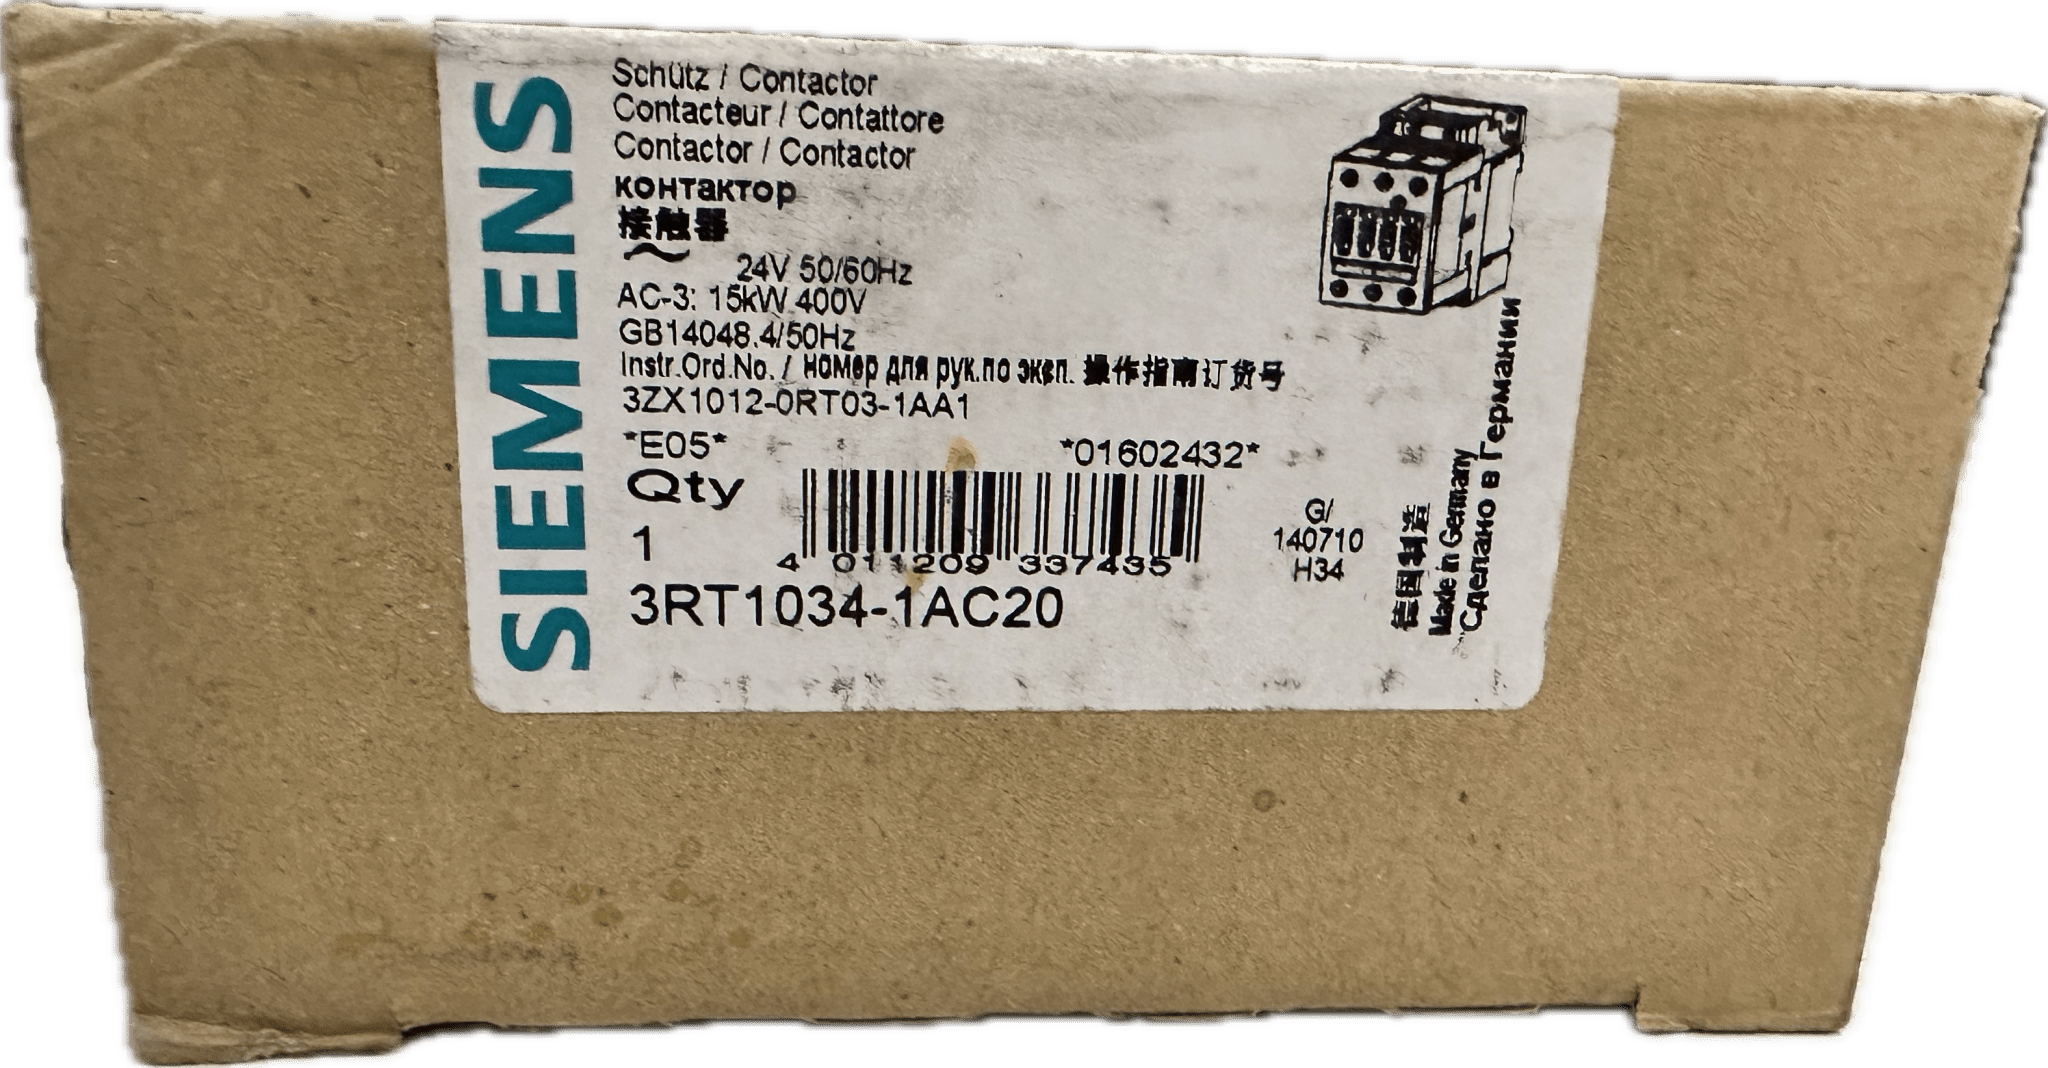 SIEMENS
Schütz / Contactor
Contacteur / Contattore
Contactor / Contactor
контактор
接触器
~ 24V 50/60Hz
AC-3: 15kW 400V
GB14048.4/50Hz
Instr.Ord.No. / номер для рук.по эксп. 操作指南订货号
3ZX1012-0RT03-1AA1
*E05* *01602432*
Qty
1
4 011209 337435
G/
140710
H34
3RT1034-1AC20
德国制造
Made in Germany
Сделано в Германии